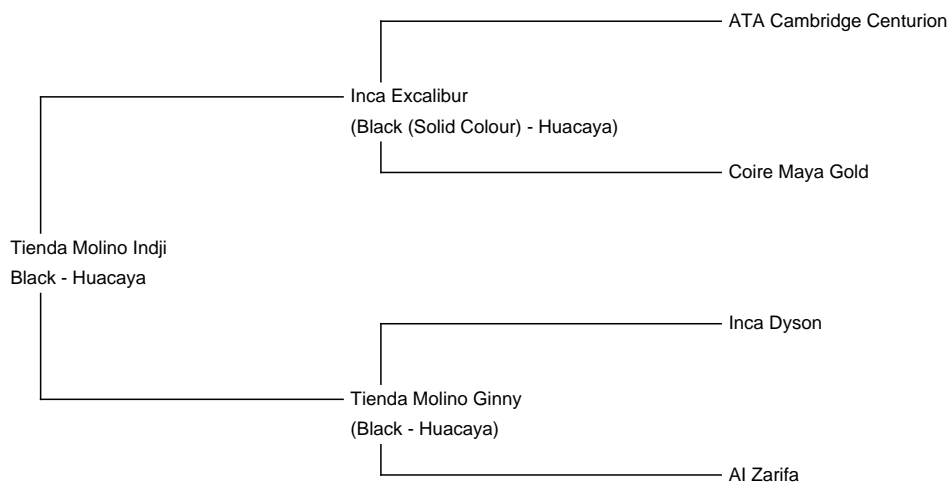 ATA Cambridge Centurion
Inca Excalibur
(Black (Solid Colour) - Huacaya)
Coire Maya Gold
Tienda Molino Indji
Black - Huacaya
Inca Dyson
Tienda Molino Ginny
(Black - Huacaya)
AI Zarifa